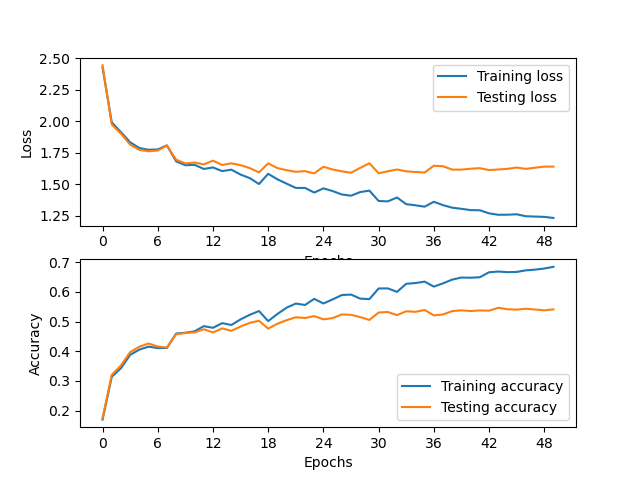 2.50
2.25
2.00
1.75
1.50
1.25
Loss
Training loss
Testing loss
0 6 12 18 24 30 36 42 48
Epochs
0.7
0.6
0.5
0.4
0.3
0.2
Accuracy
Training accuracy
Testing accuracy
0 6 12 18 24 30 36 42 48
Epochs